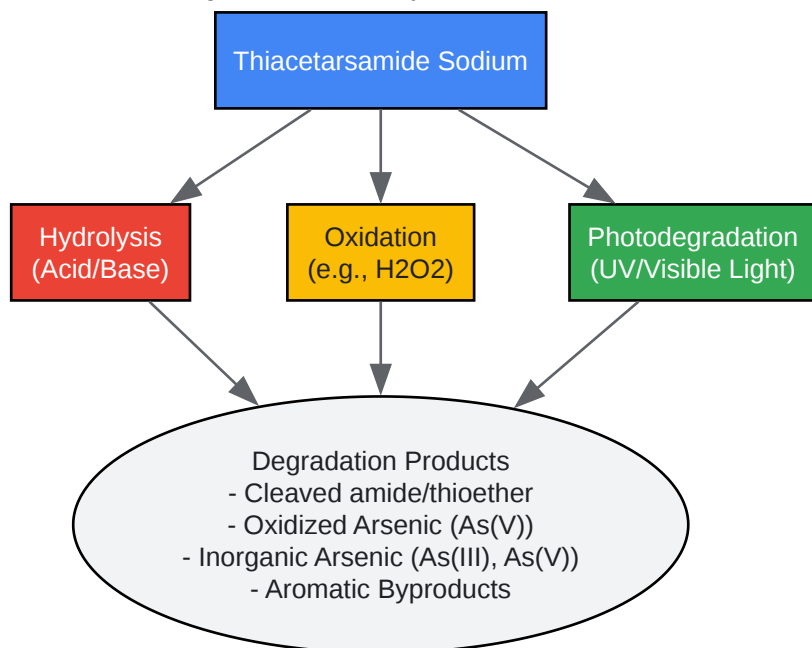 Thiacetarsamide Sodium
Hydrolysis
(Acid/Base)
Oxidation
(e.g., H2O2)
Photodegradation
(UV/Visible Light)
Degradation Products
- Cleaved amide/thioether
- Oxidized Arsenic (As(V))
- Inorganic Arsenic (As(III), As(V))
- Aromatic Byproducts